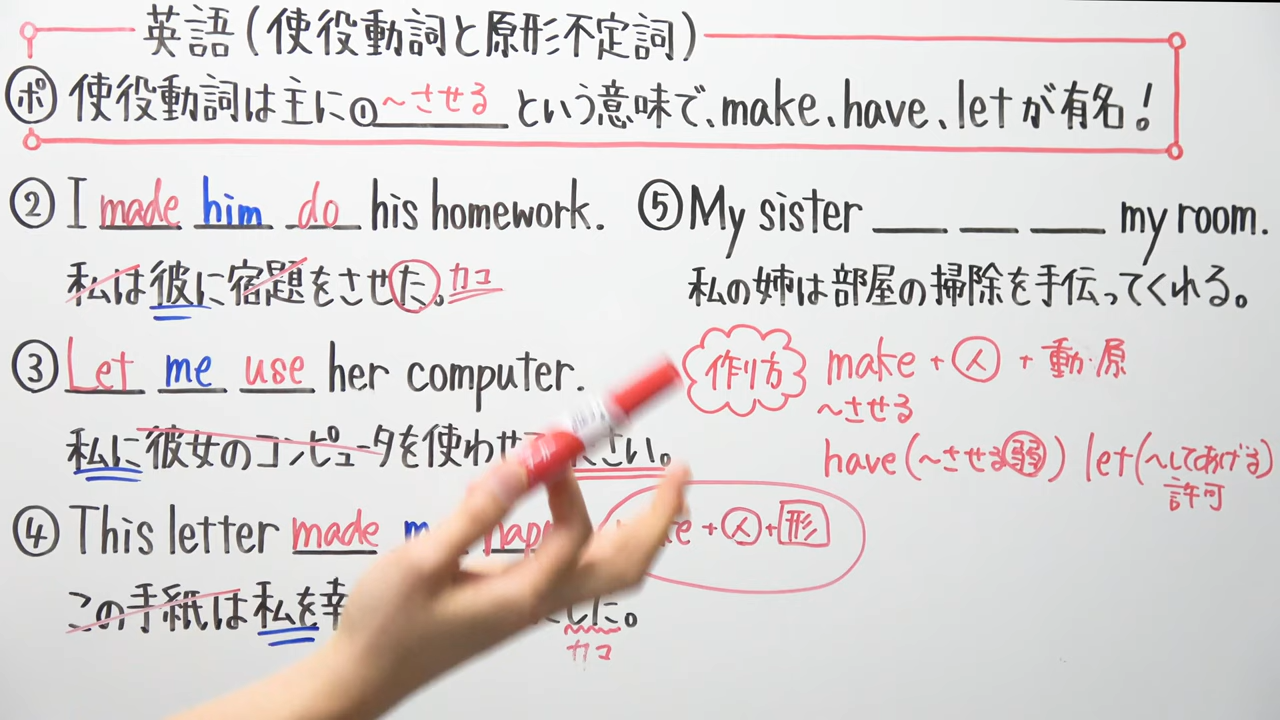 英語(使役動詞と原形不定詞)
ポ 使役動詞は主に①~させる という意味で、make、have、letが有名!
② I made him do his homework.
私は彼に宿題をさせた。カコ
③ Let me use her computer.
私に彼女のコンピュータを使わせ さい。
④ This letter made
この手紙は私を幸 した。
カコ
+人+形
⑤ My sister ___ ___ ___ my room.
私の姉は部屋の掃除を手伝ってくれる。
作り方 make+人+動・原
~させる
have(~させる弱) let(~してあげる)
許可